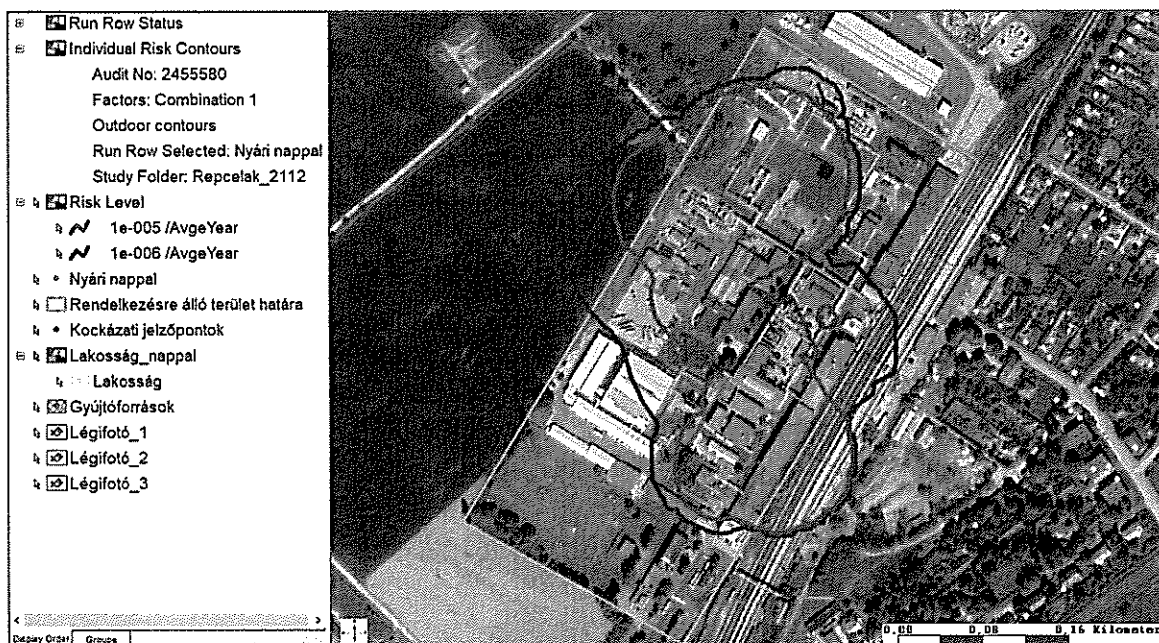 Run Row Status
Individual Risk Contours
Audit No: 2455580
Factors: Combination 1
Outdoor contours
Run Row Selected: Nyári nappal
Study Folder: Repcelak_2112
Risk Level
1e-005 /AvgeYear
1e-006 /AvgeYear
Nyári nappal
Rendelkezésre álló terület határa
Kockázati jelzőpontok
Lakosság_nappal
Lakosság
Gyújtóforrások
Légifotó_1
Légifotó_2
Légifotó_3
Display Order Groups
0.00 0.08 0.16 Kilometer